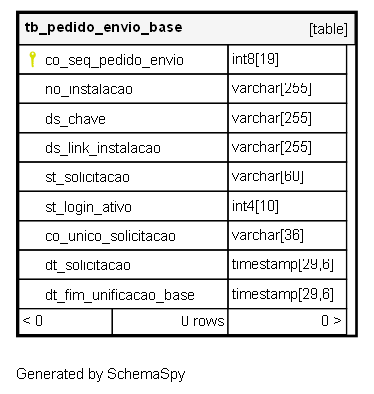 tb_pedido_envio_base [table]
co_seq_pedido_envio int8[19]
no_instalacao varchar[255]
ds_chave varchar[255]
ds_link_instalacao varchar[255]
st_solicitacao varchar[60]
st_login_ativo int4[10]
co_unico_solicitacao varchar[36]
dt_solicitacao timestamp[29,6]
dt_fim_unificacao_base timestamp[29,6]
< 0 0 rows 0 >
Generated by SchemaSpy